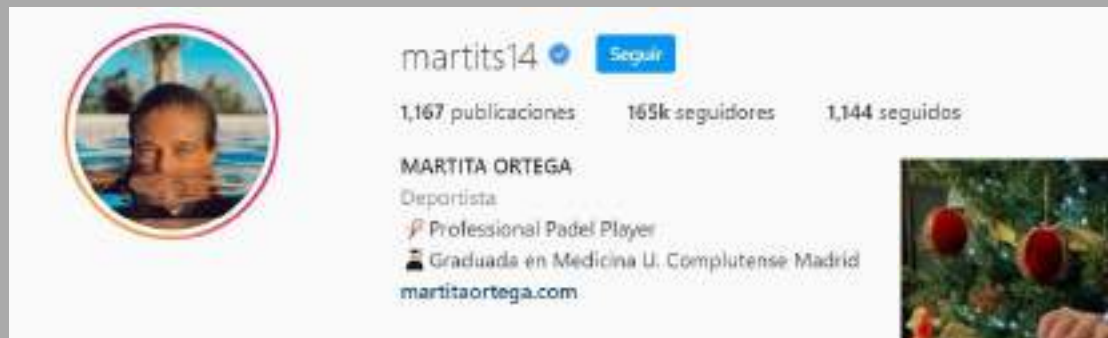 martits14 Seguir
1,167 publicaciones 165k seguidores 1,144 seguidos
MARTITA ORTEGA
Deportista
Professional Padel Player
Graduada en Medicina U. Complutense Madrid
martitaortega.com